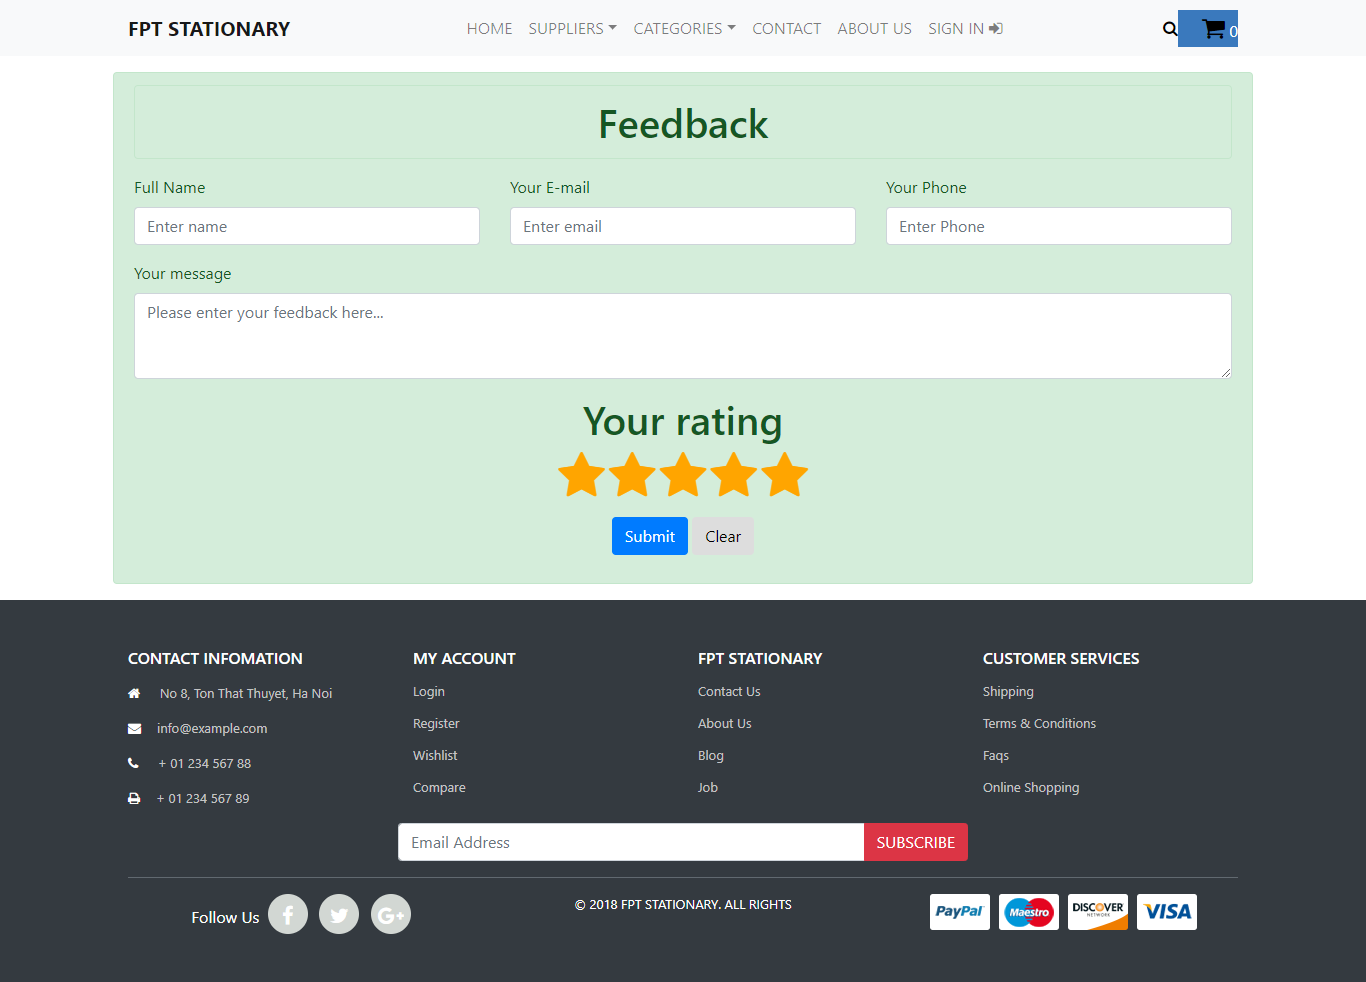 FPT STATIONARY HOME SUPPLIERS CATEGORIES CONTACT ABOUT US SIGN IN 0
Feedback
Full Name Your E-mail Your Phone
Enter name Enter email Enter Phone
Your message
Please enter your feedback here...
Your rating
Submit Clear
CONTACT INFOMATION MY ACCOUNT FPT STATIONARY CUSTOMER SERVICES
No 8, Ton That Thuyet, Ha Noi Login Contact Us Shipping
info@example.com Register About Us Terms & Conditions
+ 01 234 567 88 Wishlist Blog Faqs
+ 01 234 567 89 Compare Job Online Shopping
Email Address SUBSCRIBE
Follow Us f G+ © 2018 FPT STATIONARY. ALL RIGHTS PayPal Maestro DISCOVER NETWORK VISA